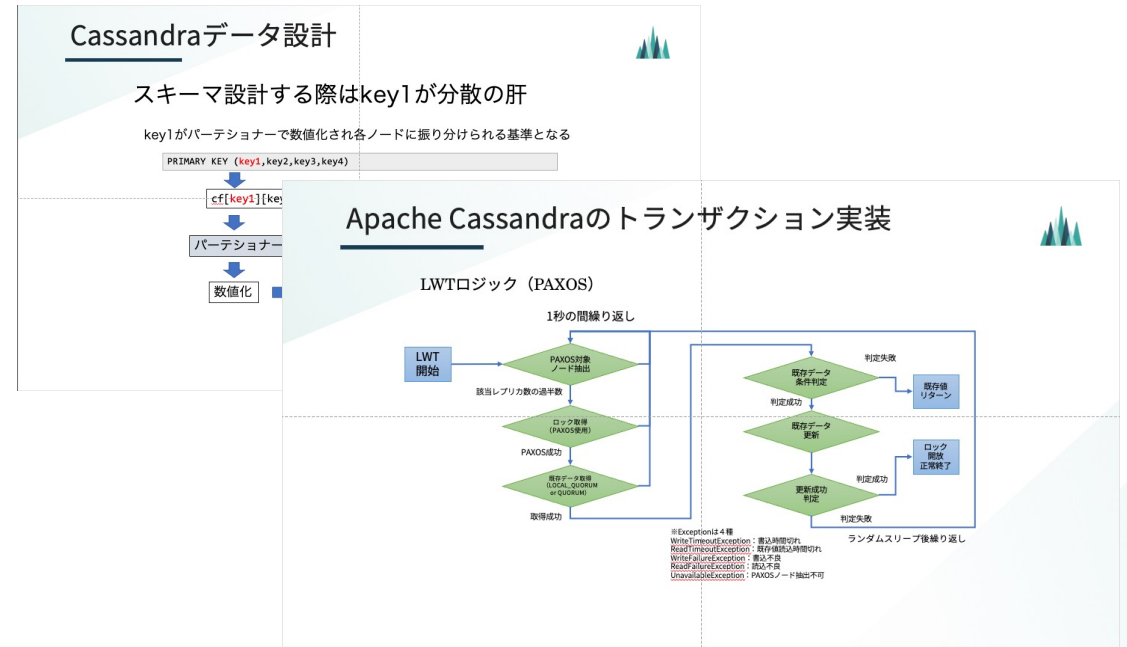 Cassandraデータ設計
スキーマ設計する際はkey1が分散の肝
key1がパーテショナーで数値化され各ノードに振り分けられる基準となる
PRIMARY KEY (key1,key2,key3,key4)
cf[key1][key
パーテショナー
数値化
Apache Cassandraのトランザクション実装
LWTロジック（PAXOS）
1秒の間繰り返し
LWT
開始
PAXOS対象
ノード抽出
該当レプリカ数の過半数
ロック取得
（PAXOS使用）
PAXOS成功
既存データ取得
（LOCAL_QUORUM
or QUORUM）
取得成功
既存データ
条件判定
判定失敗
既存値
リターン
判定成功
既存データ
更新
ロック
開放
正常終了
更新成功
判定
判定成功
判定失敗
ランダムスリープ後繰り返し
※Exceptionは４種
WriteTimeoutException：書込時間切れ
ReadTimeoutException：既存値読込時間切れ
WriteFailureException：書込不良
ReadFailureException：読込不良
UnavailableException：PAXOSノード抽出不可